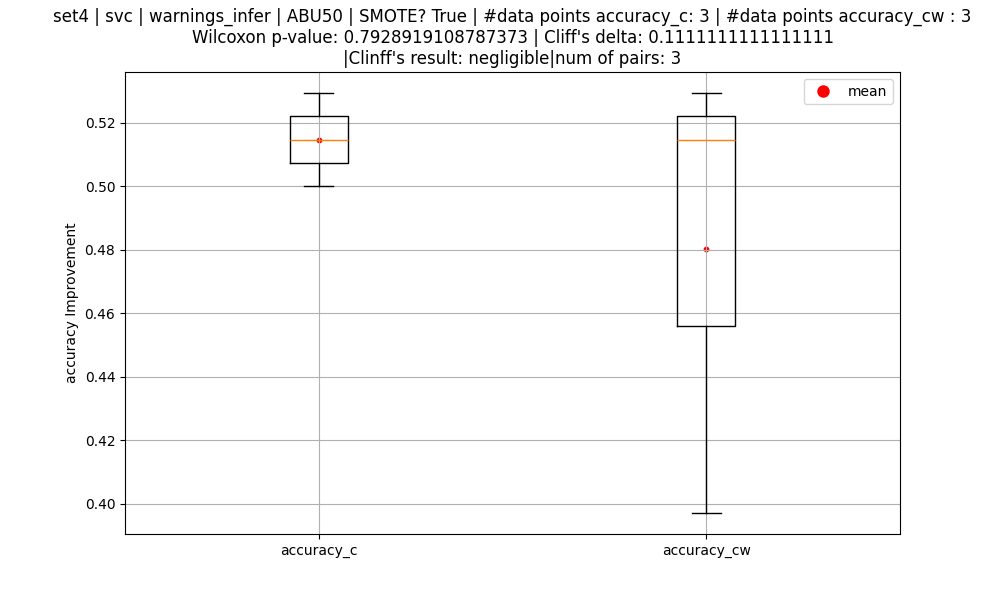 set4 | svc | warnings_infer | ABU50 | SMOTE? True | #data points accuracy_c: 3 | #data points accuracy_cw : 3
Wilcoxon p-value: 0.7928919108787373 | Cliff's delta: 0.1111111111111111
|Clinff's result: negligible|num of pairs: 3
mean
accuracy Improvement
0.52
0.50
0.48
0.46
0.44
0.42
0.40
accuracy_c
accuracy_cw